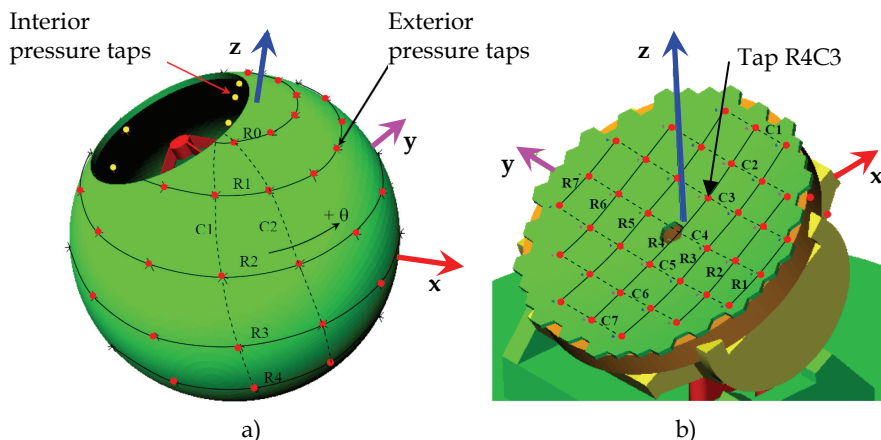 Interior
pressure taps
z
Exterior
pressure taps
y
x
R0
R1
C1
C2
+ θ
R2
R3
R4
a)
z
Tap R4C3
y
x
C1
C2
C3
C4
C5
C6
C7
R7
R6
R5
R4
R3
R2
R1
b)